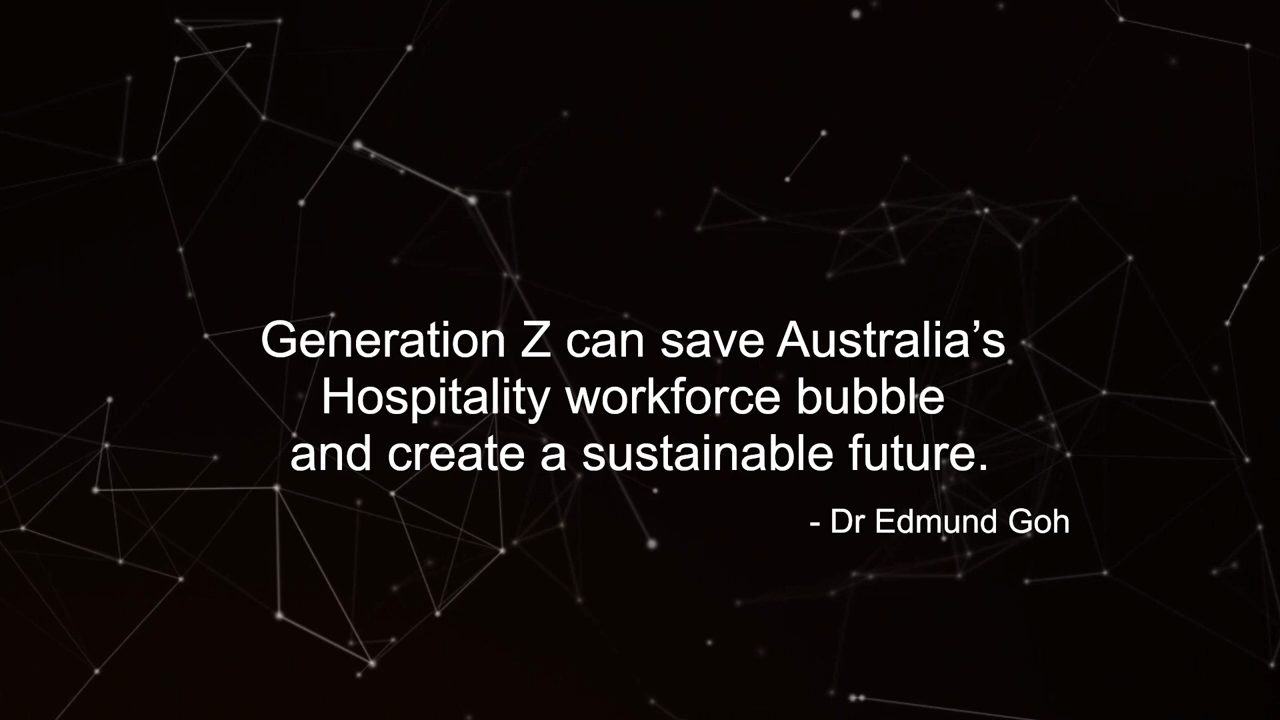 Generation Z can save Australia’s
Hospitality workforce bubble
and create a sustainable future.
- Dr Edmund Goh